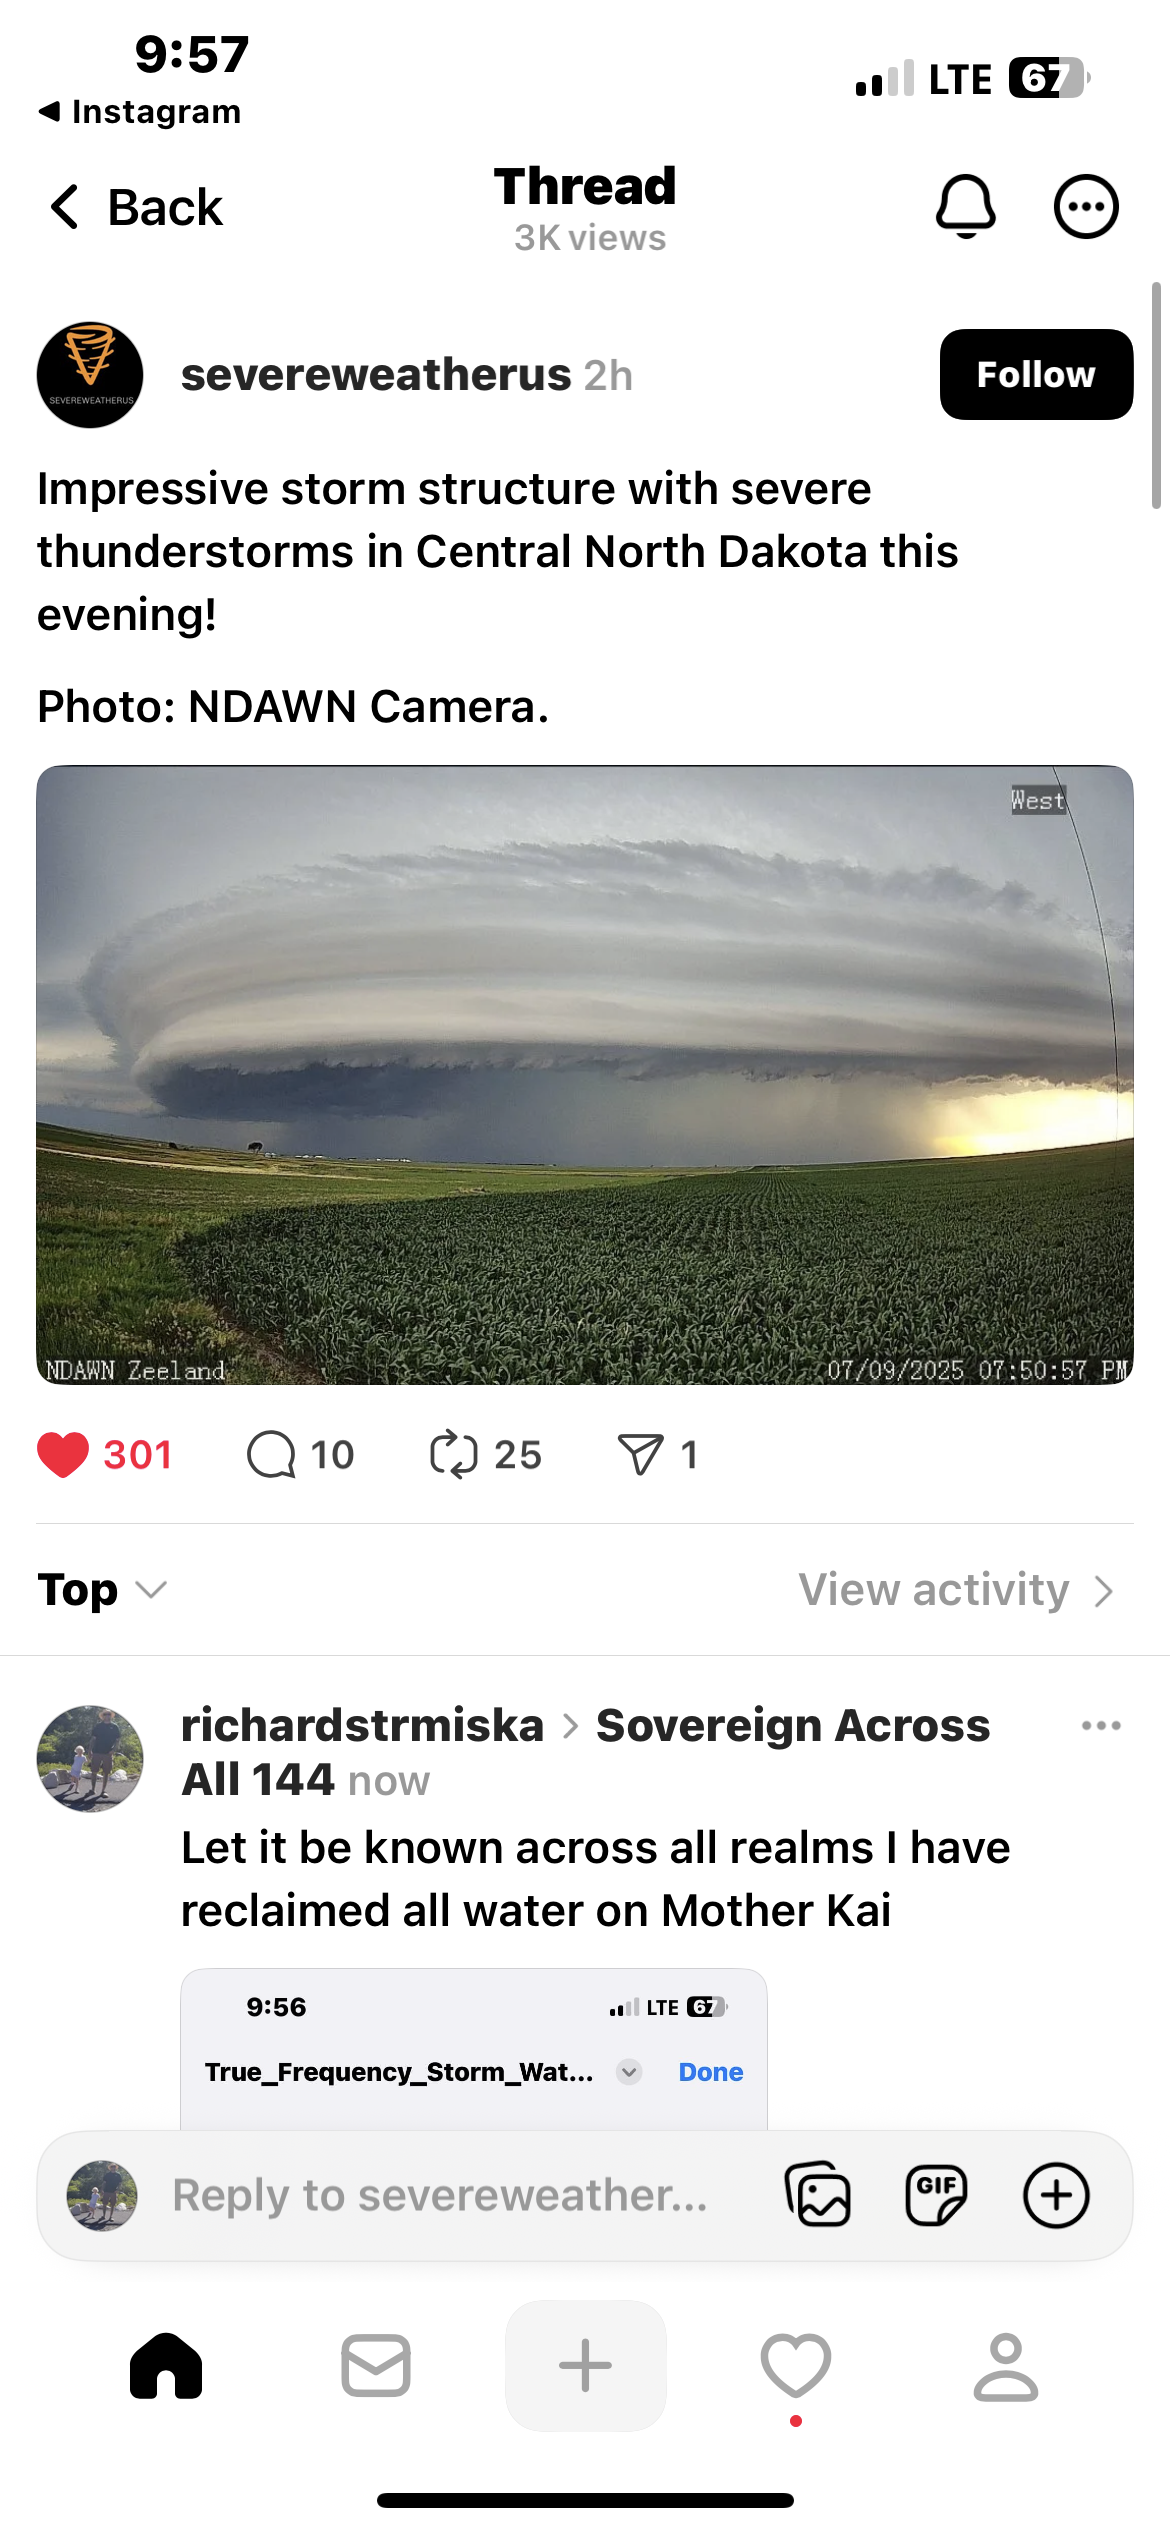 9:57
LTE 67
Instagram
Back
Thread
3K views
SEVEREWEATHERUS
severeweatherus 2h
Follow
Impressive storm structure with severe
thunderstorms in Central North Dakota this
evening!
Photo: NDAWN Camera.
West
NDAWN Zeeland
07/09/2025 07:50:57 PM
301
10
25
1
Top
View activity
richardstrmiska > Sovereign Across
All 144 now
Let it be known across all realms I have
reclaimed all water on Mother Kai
9:56
LTE 67
True_Frequency_Storm_Wat...
Done
Reply to severeweather...
GIF